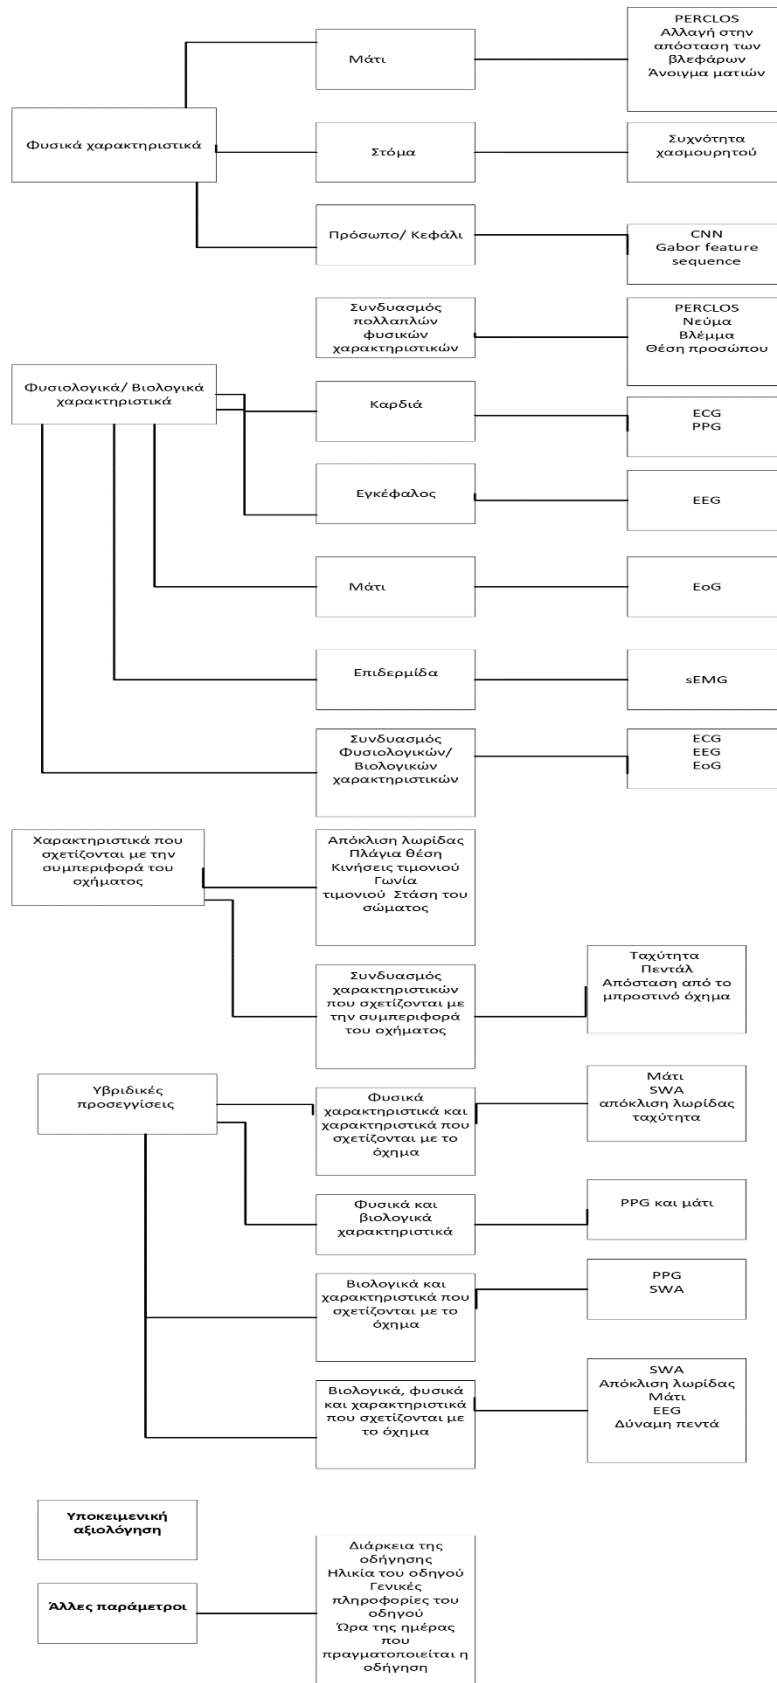 PERCLOS
Αλλαγή στην
απόσταση των
βλεφάρων
Άνοιγμα ματιών
Μάτι
Φυσικά χαρακτηριστικά
Στόμα
Συχνότητα
χασμουρητού
Πρόσωπο/ Κεφάλι
CNN
Gabor feature
sequence
Συνδυασμός
πολλαπλών
φυσικών
χαρακτηριστικών
PERCLOS
Νεύμα
Βλέμμα
Θέση προσώπου
Φυσιολογικά/ Βιολογικά
χαρακτηριστικά
Καρδιά
ECG
PPG
Εγκέφαλος
EEG
Μάτι
EoG
Επιδερμίδα
sEMG
Συνδυασμός
Φυσιολογικών/
Βιολογικών
χαρακτηριστικών
ECG
EEG
EoG
Χαρακτηριστικά που
σχετίζονται με την
συμπεριφορά του
οχήματος
Απόκλιση λωρίδας
Πλάγια θέση
Κινήσεις τιμονιού
Γωνία
τιμονιού Στάση του
σώματος
Συνδυασμός
χαρακτηριστικών
που σχετίζονται με
την συμπεριφορά
του οχήματος
Ταχύτητα
Πεντάλ
Απόσταση από το
μπροστινό όχημα
Υβριδικές
προσεγγίσεις
Φυσικά
χαρακτηριστικά και
χαρακτηριστικά που
σχετίζονται με το
όχημα
Μάτι
SWA
απόκλιση λωρίδας
ταχύτητα
Φυσικά και
βιολογικά
χαρακτηριστικά
PPG και μάτι
Βιολογικά και
χαρακτηριστικά που
σχετίζονται με το
όχημα
PPG
SWA
Βιολογικά, φυσικά
και χαρακτηριστικά
που σχετίζονται με
το όχημα
SWA
Απόκλιση λωρίδας
Μάτι
EEG
Δύναμη πεντά
Υποκειμενική
αξιολόγηση
Άλλες παράμετροι
Διάρκεια της
οδήγησης
Ηλικία του οδηγού
Γενικές
πληροφορίες του
οδηγού
Ώρα της ημέρας
που
πραγματοποιείται η
οδήγηση